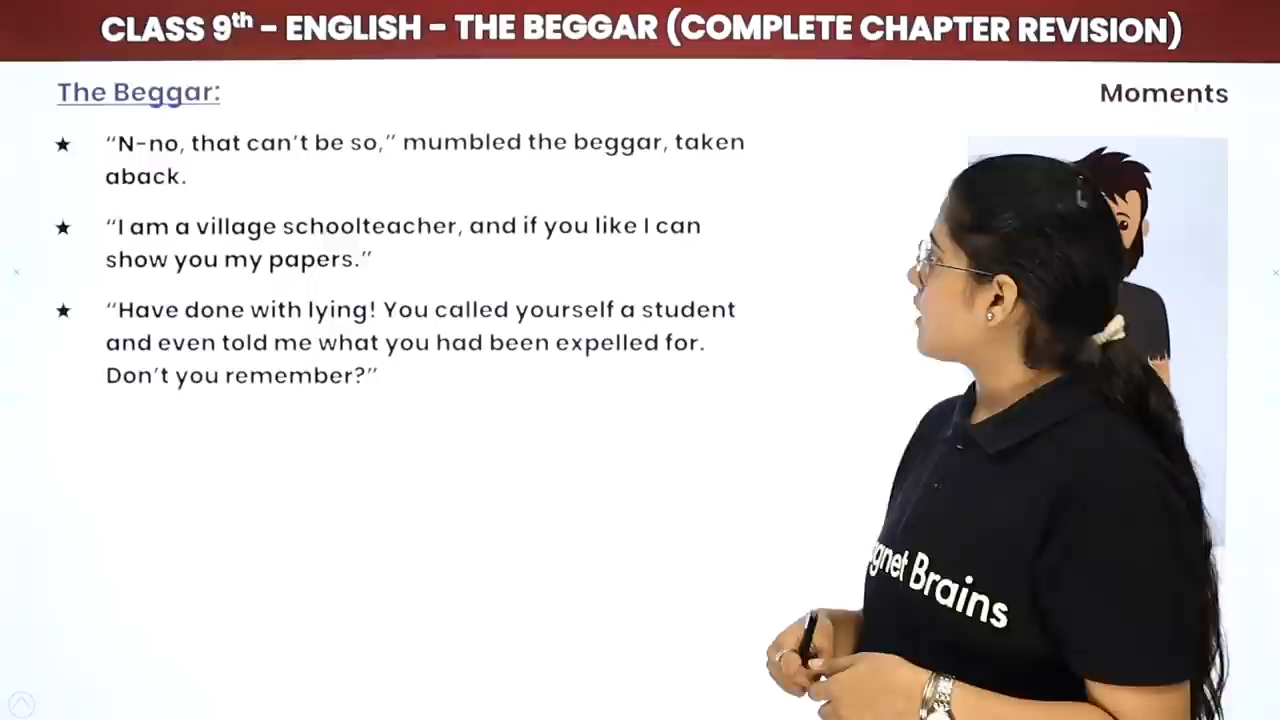 CLASS 9th - ENGLISH - THE BEGGAR (COMPLETE CHAPTER REVISION)
The Beggar:
Moments
★ “N-no, that can’t be so,” mumbled the beggar, taken
aback.
★ “I am a village schoolteacher, and if you like I can
show you my papers.”
★ “Have done with lying! You called yourself a student
and even told me what you had been expelled for.
Don’t you remember?”
gnet Brains